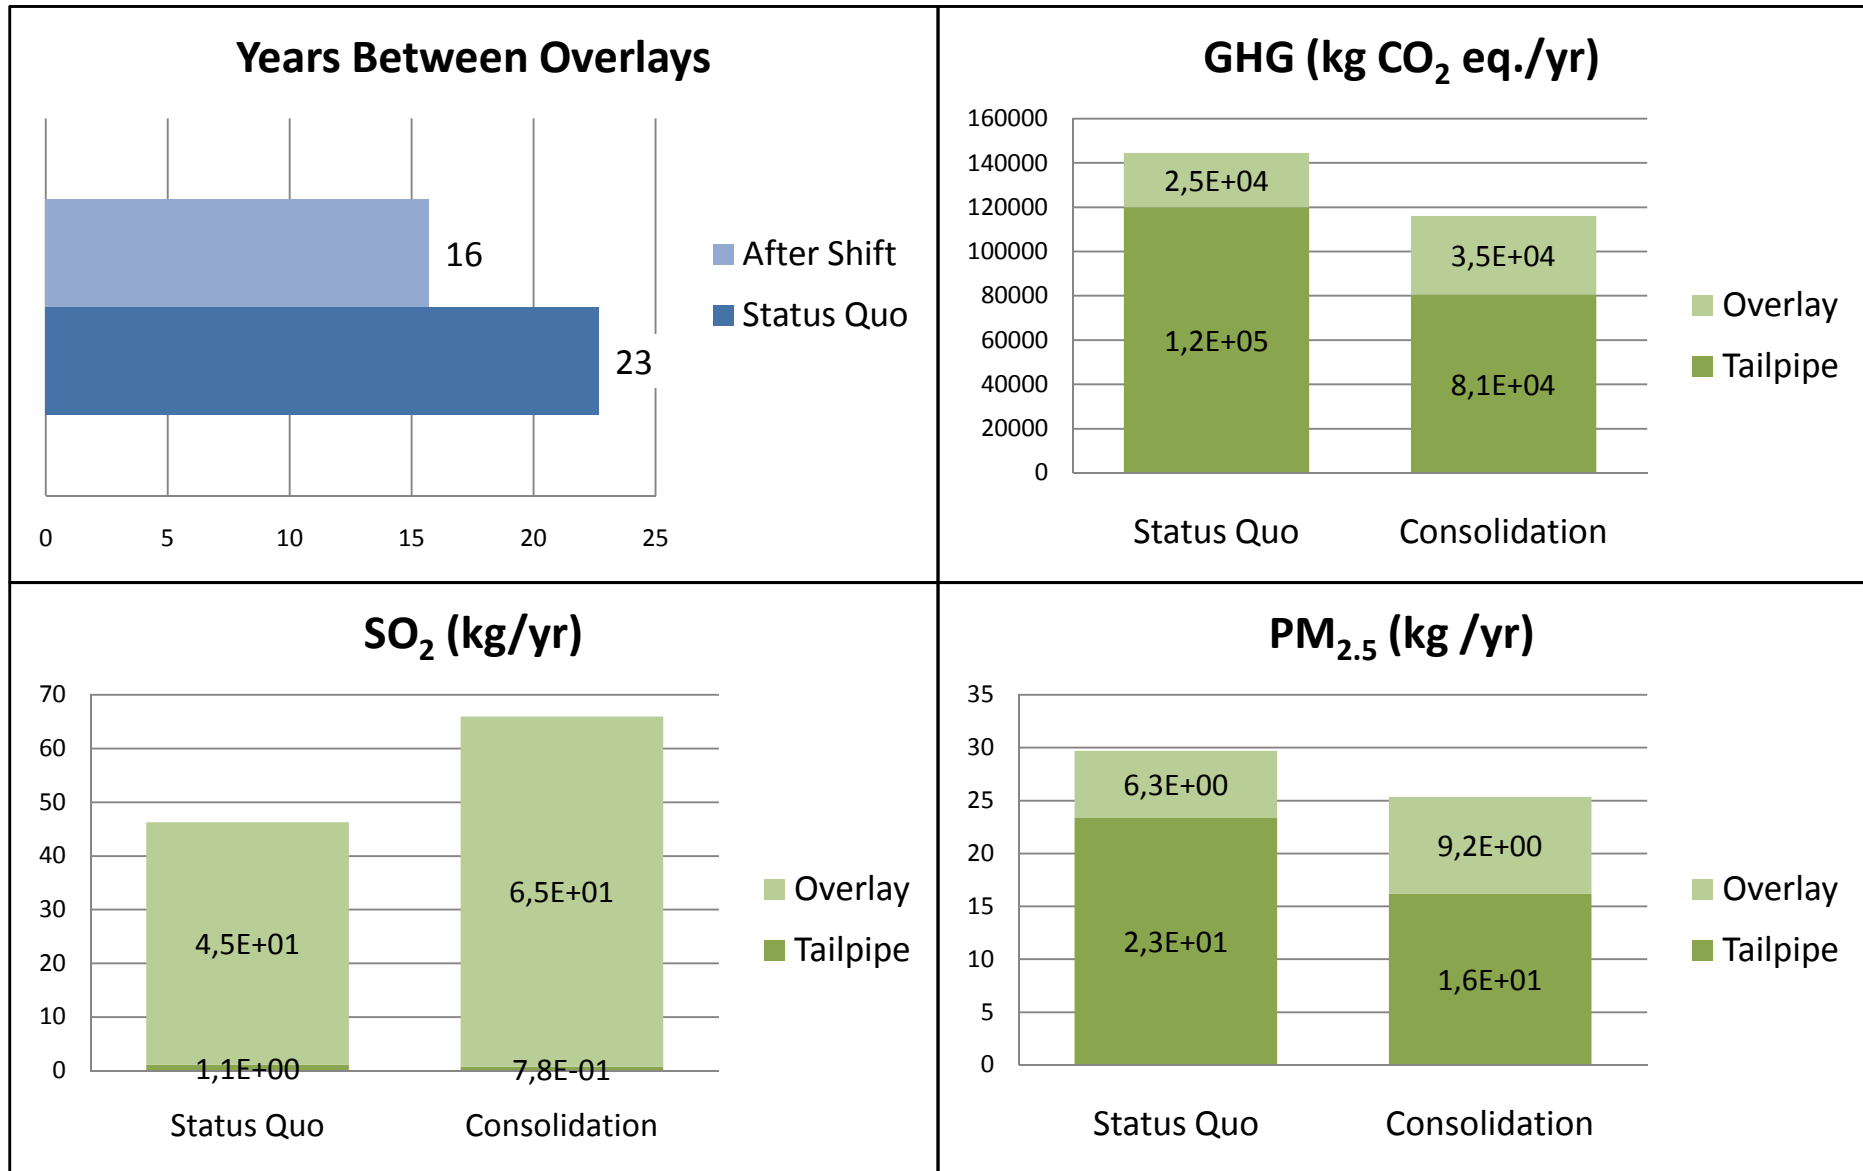 Years Between Overlays
16
23
0 5 10 15 20 25
After Shift
Status Quo
GHG (kg CO₂ eq./yr)
160000
140000
120000
100000
80000
60000
40000
20000
0
2,5E+04
1,2E+05
3,5E+04
8,1E+04
Status Quo Consolidation
Overlay
Tailpipe
SO₂ (kg/yr)
70
60
50
40
30
20
10
0
4,5E+01
1,1E+00
6,5E+01
7,8E-01
Status Quo Consolidation
Overlay
Tailpipe
PM₂.₅ (kg /yr)
35
30
25
20
15
10
5
0
6,3E+00
2,3E+01
9,2E+00
1,6E+01
Status Quo Consolidation
Overlay
Tailpipe